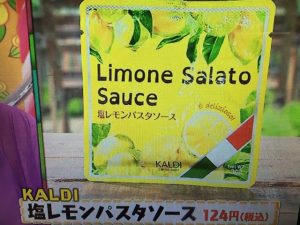 Limone Salato
Sauce
塩レモンパスタソース
è delizioso!
KALDI
KALDI
塩レモンパスタソース 124円(税込)